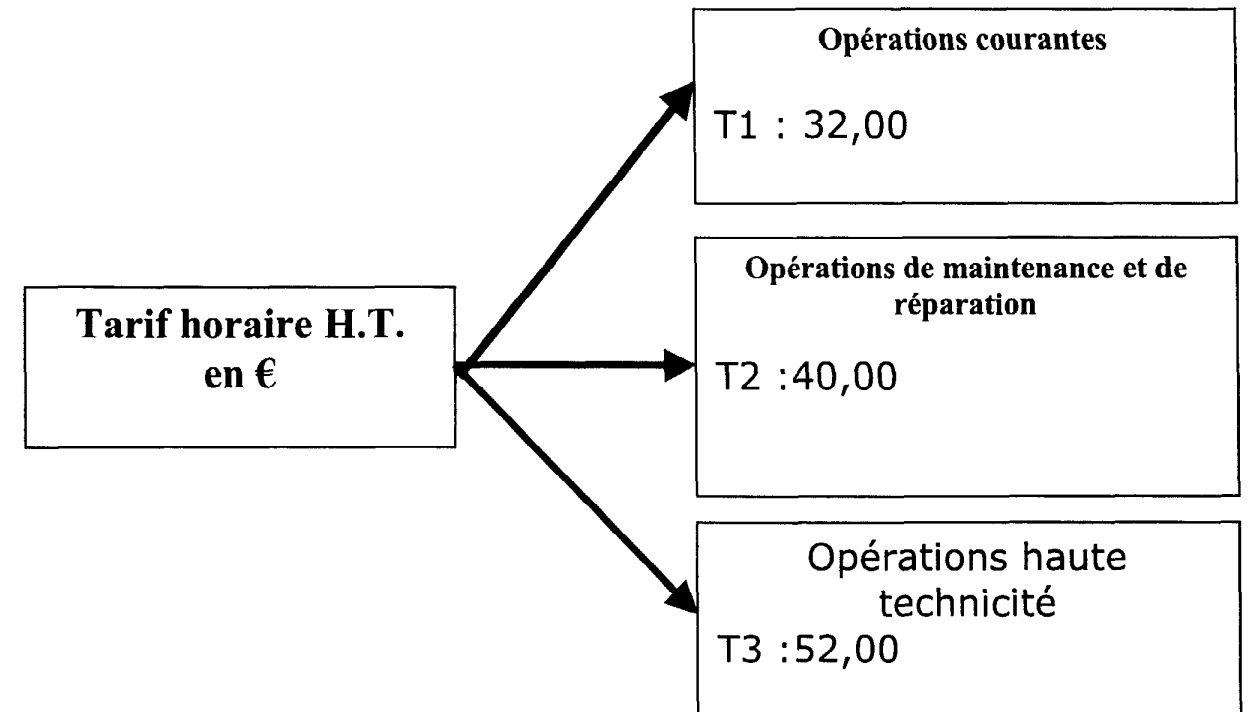 Opérations courantes
T1 : 32,00
Tarif horaire H.T.
en €
Opérations de maintenance et de
réparation
T2 :40,00
Opérations haute
technicité
T3 :52,00